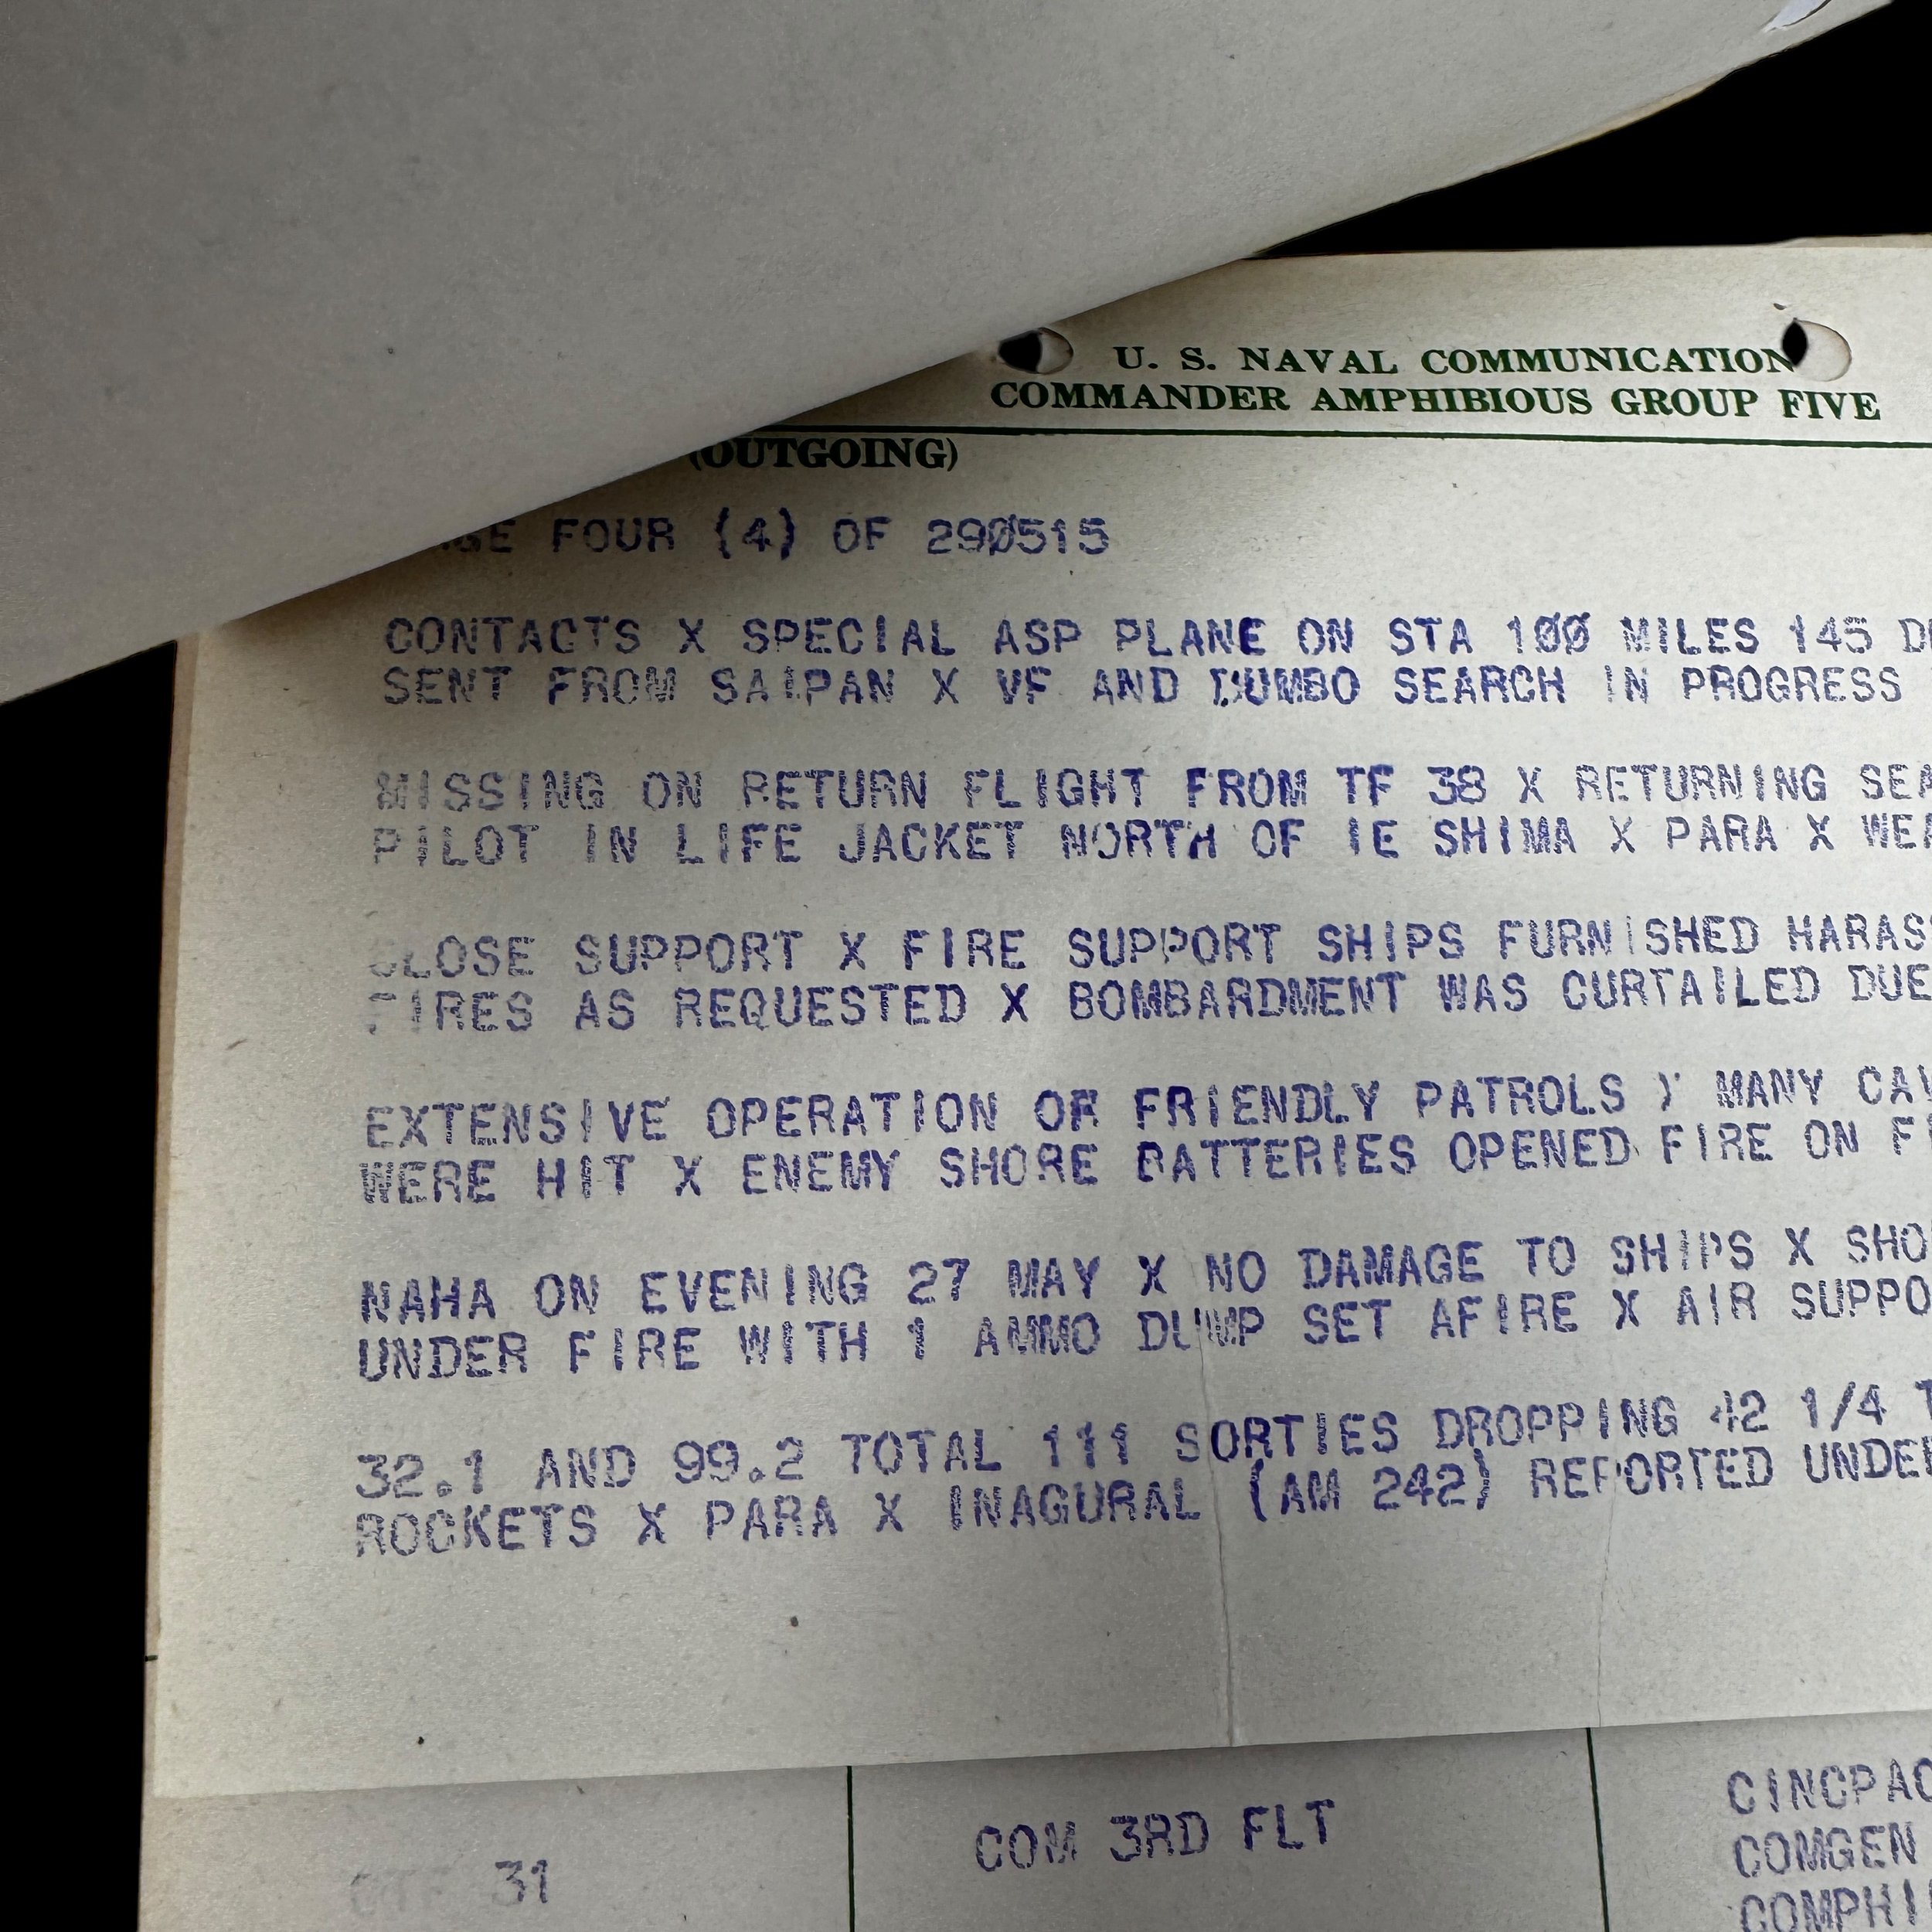 U. S. NAVAL COMMUNICATION
COMMANDER AMPHIBIOUS GROUP FIVE
(OUTGOING)
FOUR (4) OF 290515
CONTACTS X SPECIAL ASP PLANE ON STA 100 MILES 145
SENT FROM SAIPAN X VF AND DUMBO SEARCH IN PROGRESS
MISSING ON RETURN FLIGHT FROM TF 38 X RETURNING
PILOT IN LIFE JACKET NORTH OF IE SHIMA X PARA X
CLOSE SUPPORT X FIRE SUPPORT SHIPS FURNISHED
FIRES AS REQUESTED X BOMBARDMENT WAS CURTAILED DUE
EXTENSIVE OPERATION OF FRIENDLY PATROLS X MANY
WERE HIT X ENEMY SHORE BATTERIES OPENED FIRE ON
NAHA ON EVENING 27 MAY X NO DAMAGE TO SHIPS X
UNDER FIRE WITH 1 AMMO DUMP SET AFIRE X AIR
32.1 AND 99.2 TOTAL 111 SORTIES DROPPING 42 1/4
ROCKETS X PARA X INAGURAL (AM 242) REPORTED
31
COM 3RD FLT
COMGEN